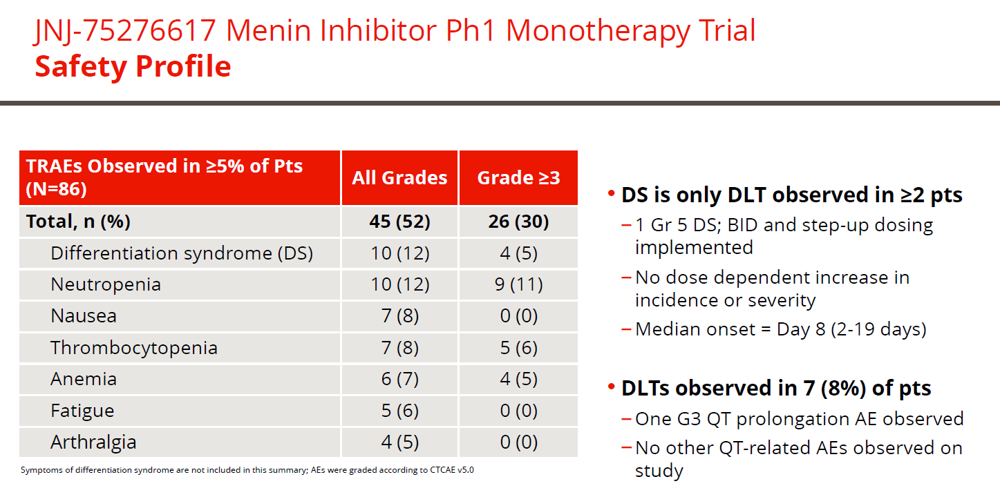 JNJ-75276617 Menin Inhibitor Ph1 Monotherapy Trial
Safety Profile
TRAEs Observed in ≥5% of Pts
(N=86)
All Grades
Grade ≥3
Total, n (%) 45 (52) 26 (30)
Differentiation syndrome (DS) 10 (12) 4 (5)
Neutropenia 10 (12) 9 (11)
Nausea 7 (8) 0 (0)
Thrombocytopenia 7 (8) 5 (6)
Anemia 6 (7) 4 (5)
Fatigue 5 (6) 0 (0)
Arthralgia 4 (5) 0 (0)
Symptoms of differentiation syndrome are not included in this summary; AEs were graded according to CTCAE v5.0
• DS is only DLT observed in ≥2 pts
– 1 Gr 5 DS; BID and step-up dosing
implemented
– No dose dependent increase in
incidence or severity
– Median onset = Day 8 (2-19 days)
• DLTs observed in 7 (8%) of pts
– One G3 QT prolongation AE observed
– No other QT-related AEs observed on
study